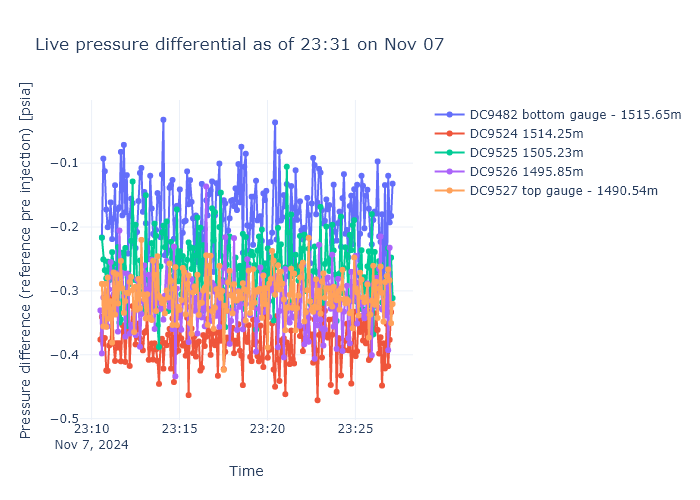 Live pressure differential as of 23:31 on Nov 07
Pressure difference (reference pre injection) [psia]
−0.1
−0.2
−0.3
−0.4
−0.5
23:10
Nov 7, 2024
23:15
23:20
23:25
Time
DC9482 bottom gauge - 1515.65m
DC9524 1514.25m
DC9525 1505.23m
DC9526 1495.85m
DC9527 top gauge - 1490.54m